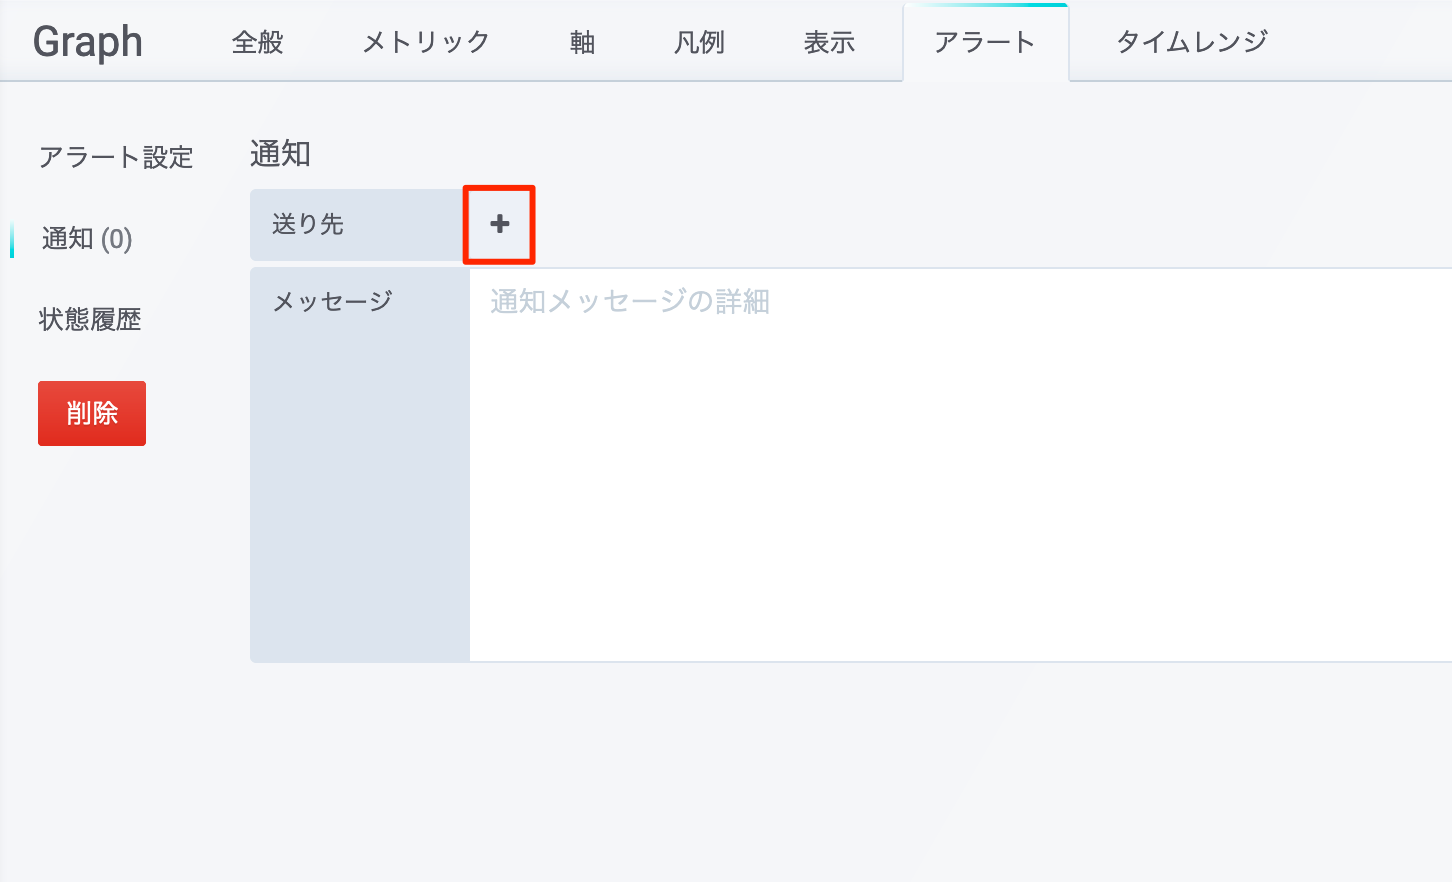 Graph 全般 メトリック 軸 凡例 表示 アラート タイムレンジ
アラート設定
通知 (0)
状態履歴
削除
通知
送り先 +
メッセージ
通知メッセージの詳細